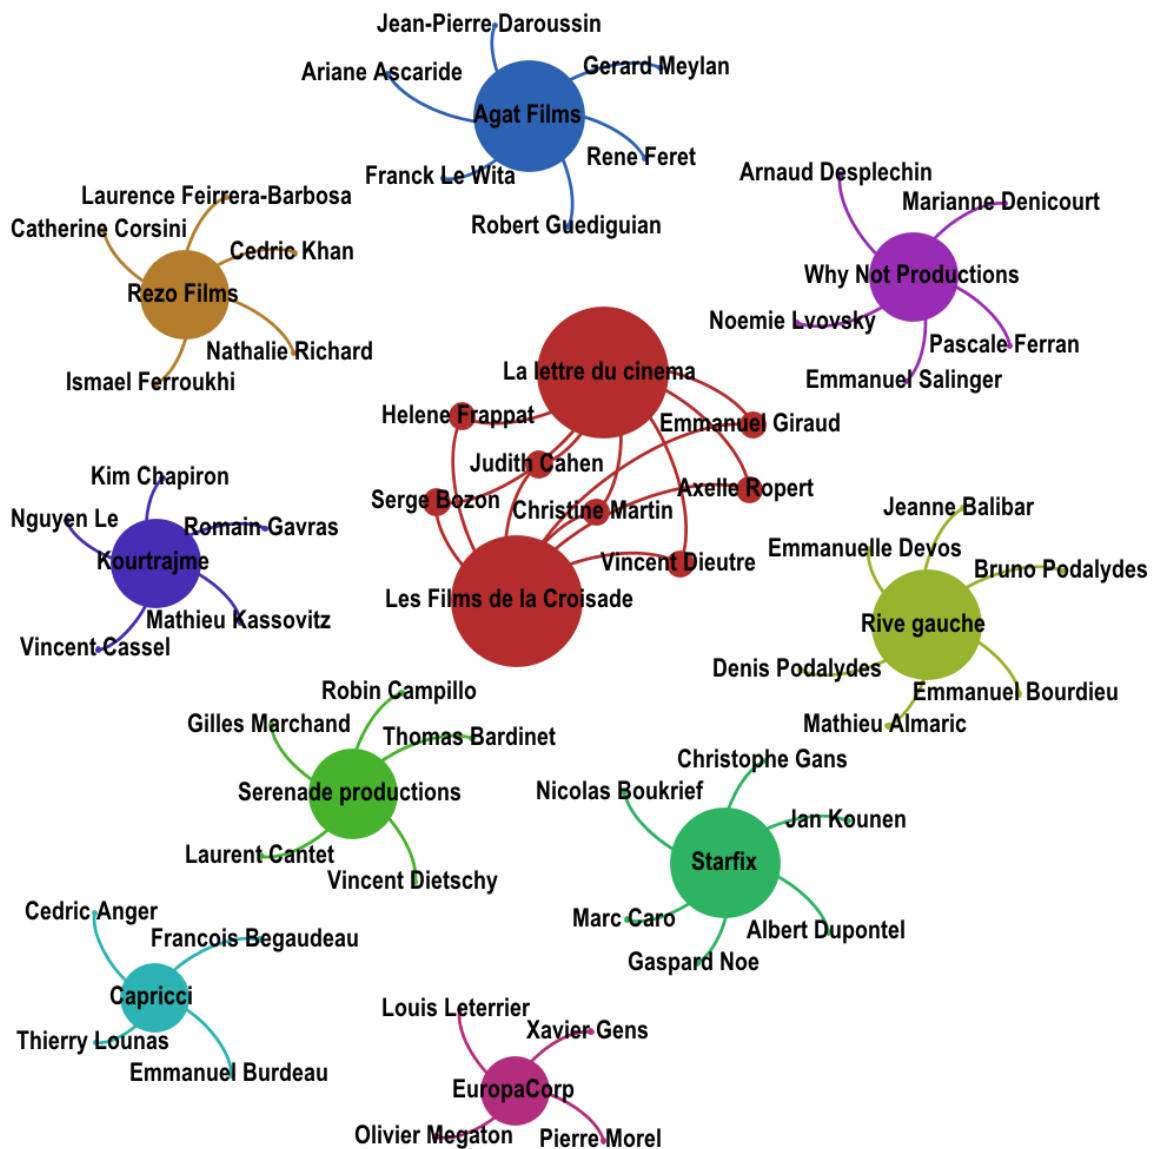 Jean-Pierre Daroussin
Ariane Ascaride
Gerard Meylan
Agat Films
Rene Feret
Franck Le Wita
Robert Guediguian
Laurence Feirrera-Barbosa
Catherine Corsini
Cedric Khan
Rezo Films
Nathalie Richard
Ismael Ferroukhi
Arnaud Desplechin
Marianne Denicourt
Why Not Productions
Noemie Lvovsky
Pascale Ferran
Emmanuel Salinger
La lettre du cinema
Helene Frappat
Emmanuel Giraud
Judith Cahen
Axelle Ropert
Serge Bozon
Christine Martin
Vincent Dieutre
Les Films de la Croisade
Kim Chapiron
Nguyen Le
Romain Gavras
Kourtrajme
Mathieu Kassovitz
Vincent Cassel
Jeanne Balibar
Emmanuelle Devos
Bruno Podalydes
Rive gauche
Denis Podalydes
Emmanuel Bourdieu
Mathieu Almaric
Robin Campillo
Gilles Marchand
Thomas Bardinet
Serenade productions
Laurent Cantet
Vincent Dietschy
Christophe Gans
Nicolas Boukrief
Jan Kounen
Starfix
Marc Caro
Albert Dupontel
Gaspard Noe
Cedric Anger
Francois Begaudeau
Capricci
Thierry Lounas
Emmanuel Burdeau
Louis Leterrier
Xavier Gens
EuropaCorp
Olivier Megaton
Pierre Morel